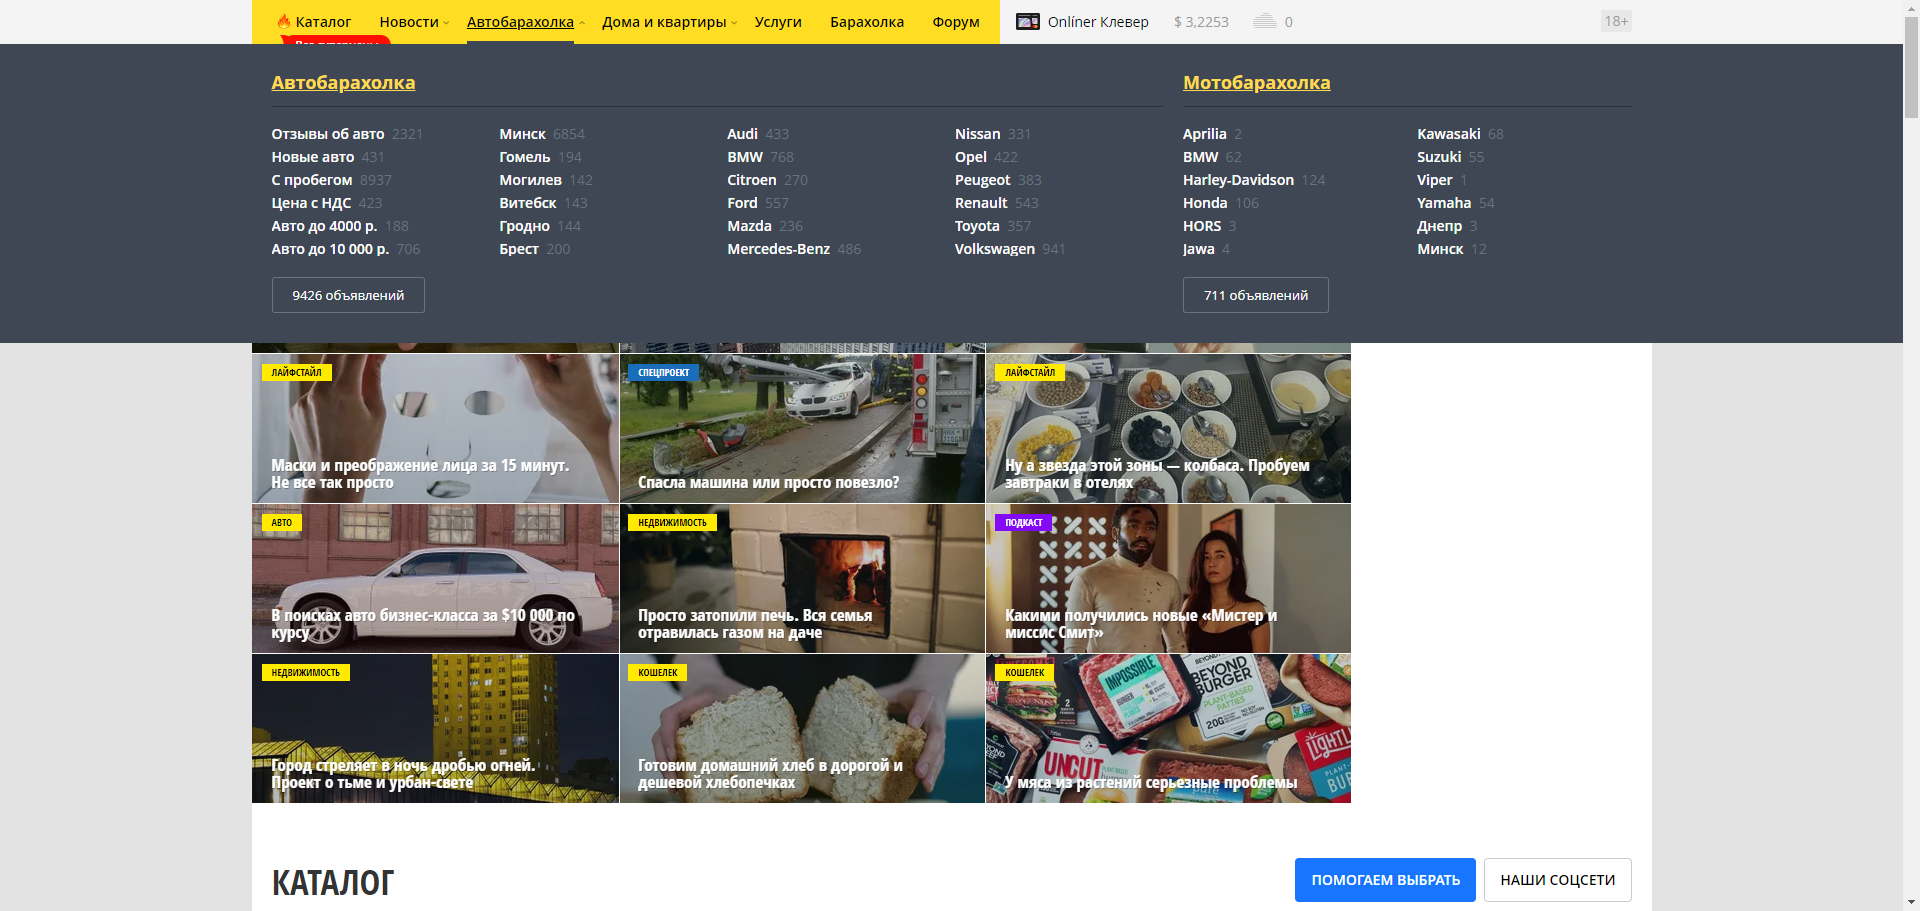 Каталог Новости Автобарахолка Дома и квартиры Услуги Барахолка Форум Onlíner Клевер $ 3,2253 0 18+
Автобарахолка
Отзывы об авто 2321
Новые авто 431
С пробегом 8937
Цена с НДС 423
Авто до 4000 р. 188
Авто до 10 000 р. 706
Минск 6854
Гомель 194
Могилев 142
Витебск 143
Гродно 144
Брест 200
Audi 433
BMW 768
Citroen 270
Ford 557
Mazda 236
Mercedes-Benz 486
Nissan 331
Opel 422
Peugeot 383
Renault 543
Toyota 357
Volkswagen 941
9426 объявлений
Мотобарахолка
Aprilia 2
BMW 62
Harley-Davidson 124
Honda 106
HORS 3
Jawa 4
Kawasaki 68
Suzuki 55
Viper 1
Yamaha 54
Днепр 3
Минск 12
711 объявлений
ЛАЙФСТАЙЛ
Маски и преображение лица за 15 минут.
Не все так просто
СПЕЦПРОЕКТ
Спасла машина или просто повезло?
ЛАЙФСТАЙЛ
Ну а звезда этой зоны — колбаса. Пробуем
завтраки в отелях
АВТО
В поисках авто бизнес-класса за $10 000 по
курсу
НЕДВИЖИМОСТЬ
Просто затопили печь. Вся семья
отравилась газом на даче
ПОДКАСТ
Какими получились новые «Мистер и
миссис Смит»
НЕДВИЖИМОСТЬ
Город стреляет в ночь дробью огней.
Проект о тьме и урбан-свете
КОШЕЛЕК
Готовим домашний хлеб в дорогой и
дешевой хлебопечках
КОШЕЛЕК
IMPOSSIBLE
BEYOND
BURGER
PLANT-BASED
PATTIES
20G
UNCUT
У мяса из растений серьезные проблемы
КАТАЛОГ
ПОМОГАЕМ ВЫБРАТЬ
НАШИ СОЦСЕТИ